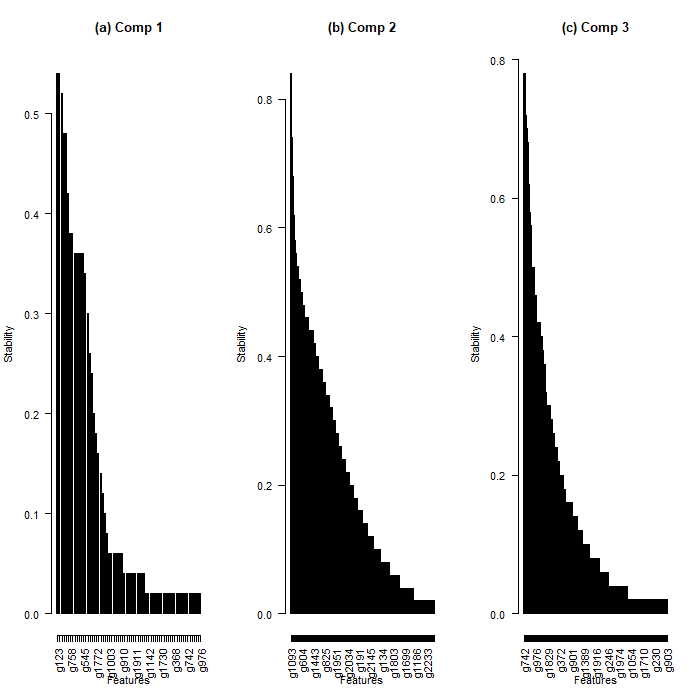 (a) Comp 1
Stability
0.5
0.4
0.3
0.2
0.1
0.0
g123 g758 g545 g1772 g1003 g910 g1911 g1142 g1730 g368 g742 g976
Features
(b) Comp 2
Stability
0.8
0.6
0.4
0.2
0.0
g1093 g604 g1443 g825 g1951 g2034 g191 g2145 g134 g1803 g1699 g1186 g2233
Features
(c) Comp 3
Stability
0.8
0.6
0.4
0.2
0.0
g742 g976 g1829 g372 g901 g1389 g1916 g246 g1974 g1054 g1710 g230 g903
Features